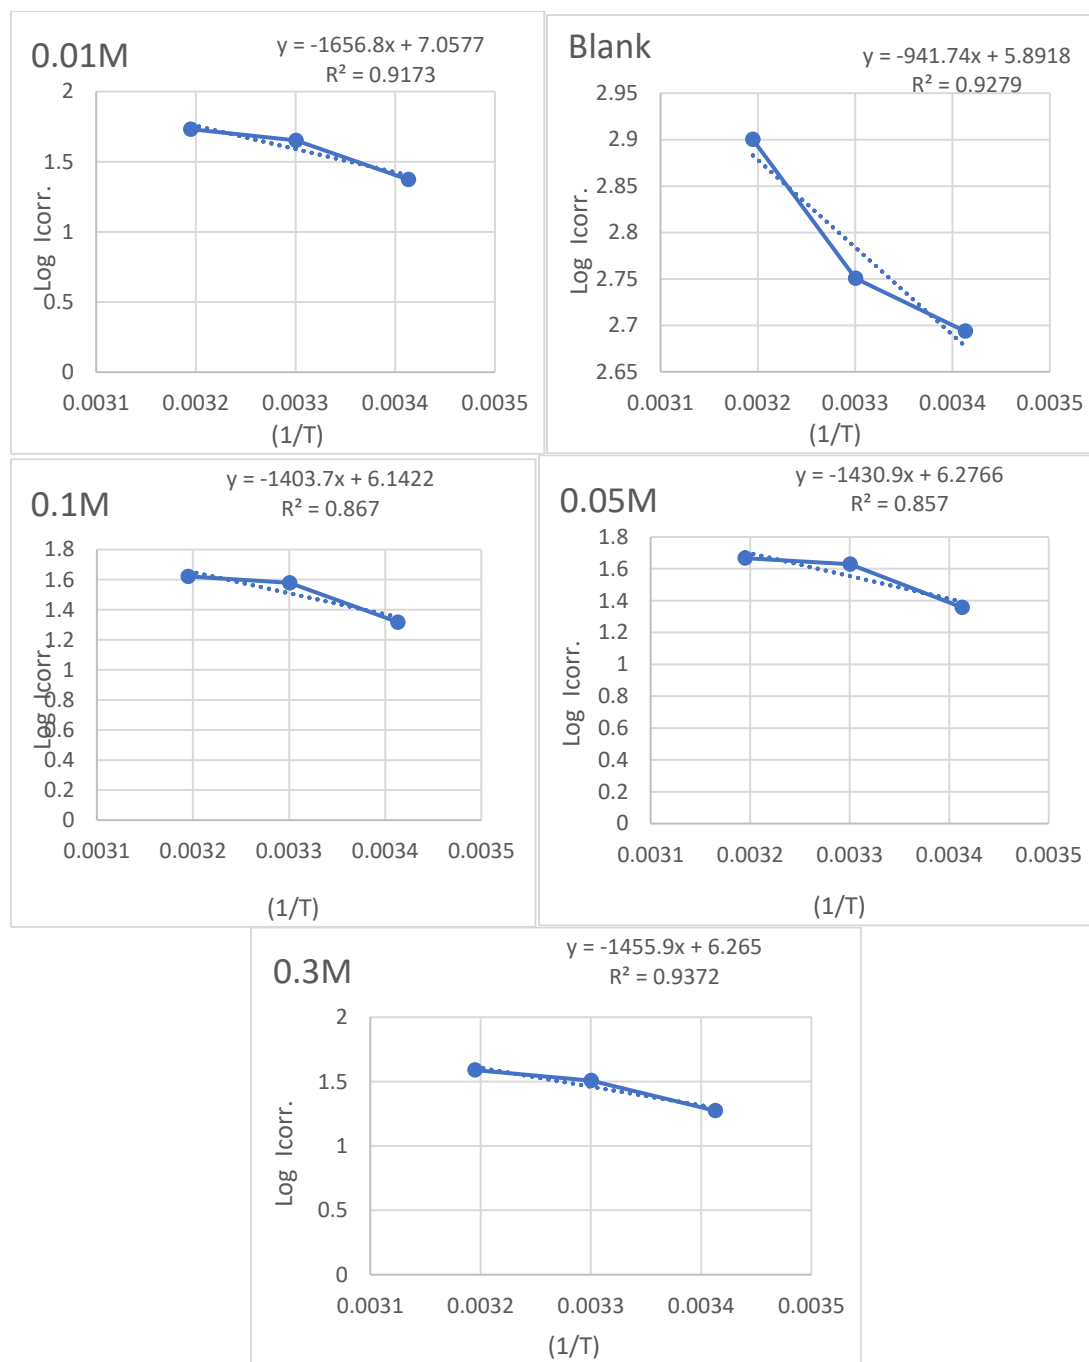 0.01M
y = -1656.8x + 7.0577
R² = 0.9173
2
1.5
1
0.5
0
Log Icorr.
0.0031 0.0032 0.0033 0.0034 0.0035
(1/T)
Blank
y = -941.74x + 5.8918
R² = 0.9279
2.95
2.9
2.85
2.8
2.75
2.7
2.65
Log Icorr.
0.0031 0.0032 0.0033 0.0034 0.0035
(1/T)
0.1M
y = -1403.7x + 6.1422
R² = 0.867
1.8
1.6
1.4
1.2
1
0.8
0.6
0.4
0.2
0
Log Icorr.
0.0031 0.0032 0.0033 0.0034 0.0035
(1/T)
0.05M
y = -1430.9x + 6.2766
R² = 0.857
1.8
1.6
1.4
1.2
1
0.8
0.6
0.4
0.2
0
Log Icorr.
0.0031 0.0032 0.0033 0.0034 0.0035
(1/T)
0.3M
y = -1455.9x + 6.265
R² = 0.9372
2
1.5
1
0.5
0
Log Icorr.
0.0031 0.0032 0.0033 0.0034 0.0035
(1/T)